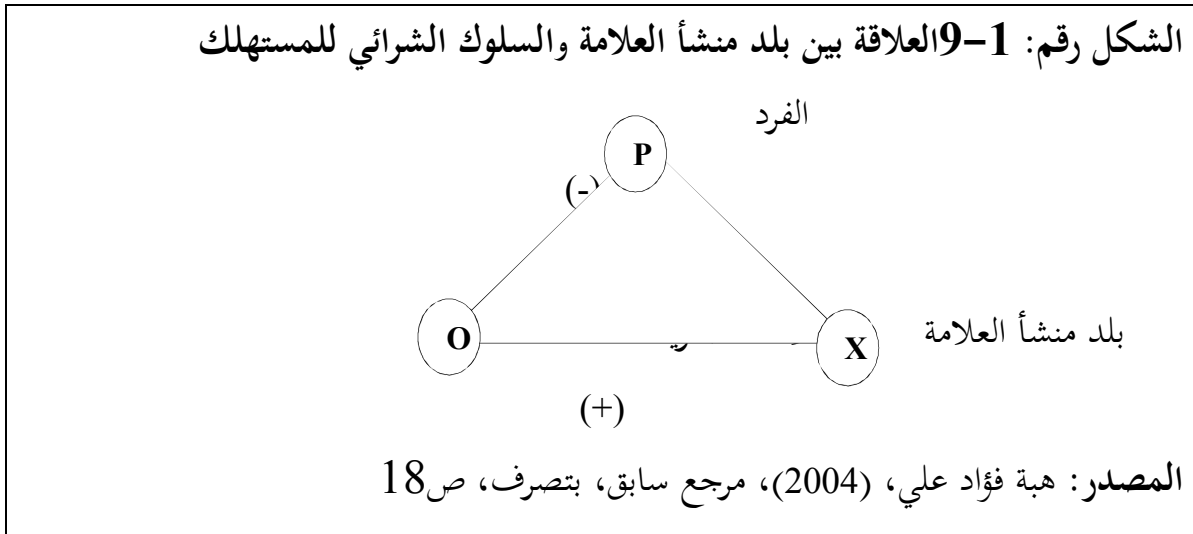 الشكل رقم: 1-9العلاقة بين بلد منشأ العلامة والسلوك الشرائي للمستهلك
الفرد
P
(-)
O
X
بلد منشأ العلامة
(+)
المصدر: هبة فؤاد علي، (2004)، مرجع سابق، بتصرف، ص18